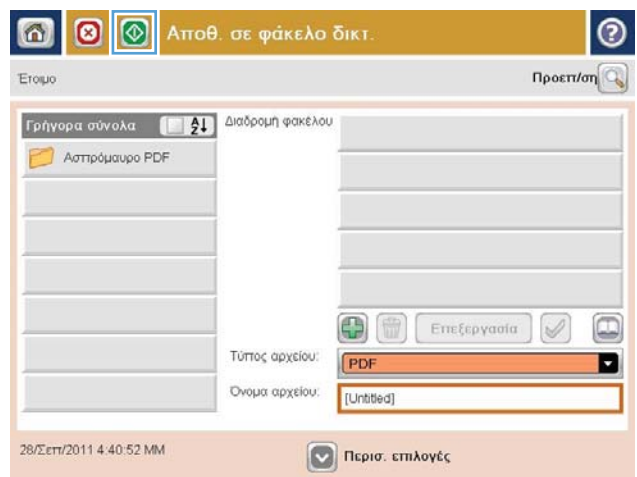 Αποθ. σε φάκελο δικτ.
Έτοιμο
Προεπ/ση
Γρήγορα σύνολα
Διαδρομή φακέλου
Ασπρόμαυρο PDF
Επεξεργασία
Τύπος αρχείου:
PDF
Όνομα αρχείου:
[Untitled]
28/Σεπ/2011 4:40:52 MM
Περισ. επιλογές